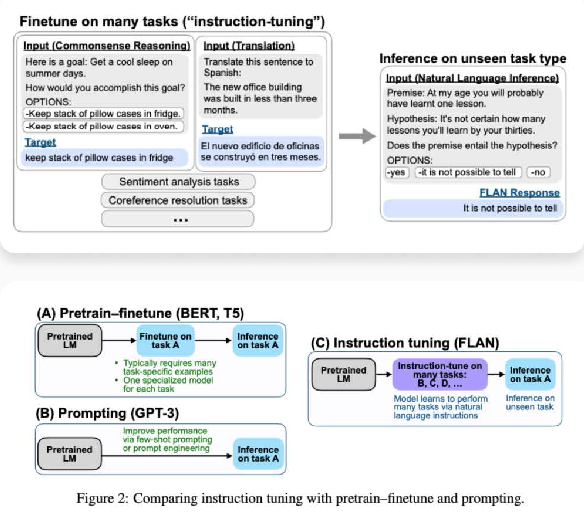 Finetune on many tasks ("instruction-tuning")
Input (Commonsense Reasoning)
Here is a goal: Get a cool sleep on
summer days.
How would you accomplish this goal?
OPTIONS:
-Keep stack of pillow cases in fridge.
-Keep stack of pillow cases in oven.
Target
keep stack of pillow cases in fridge
Input (Translation)
Translate this sentence to
Spanish:
The new office building
was built in less than three
months.
Target
El nuevo edificio de oficinas
se construyó en tres meses.
Sentiment analysis tasks
Coreference resolution tasks
...
Inference on unseen task type
Input (Natural Language Inference)
Premise: At my age you will probably
have learnt one lesson.
Hypothesis: It's not certain how many
lessons you'll learn by your thirties.
Does the premise entail the hypothesis?
OPTIONS:
-yes -it is not possible to tell -no
FLAN Response
It is not possible to tell
(A) Pretrain–finetune (BERT, T5)
Pretrained
LM
Finetune on
task A
Inference
on task A
• Typically requires many
task-specific examples
• One specialized model
for each task
(B) Prompting (GPT-3)
Pretrained
LM
Improve performance
via few-shot prompting
or prompt engineering
Inference
on task A
(C) Instruction tuning (FLAN)
Pretrained
LM
Instruction-tune on
many tasks:
B, C, D, ...
Inference
on task A
Model learns to perform
many tasks via natural
language instructions
Inference on
unseen task
Figure 2: Comparing instruction tuning with pretrain–finetune and prompting.